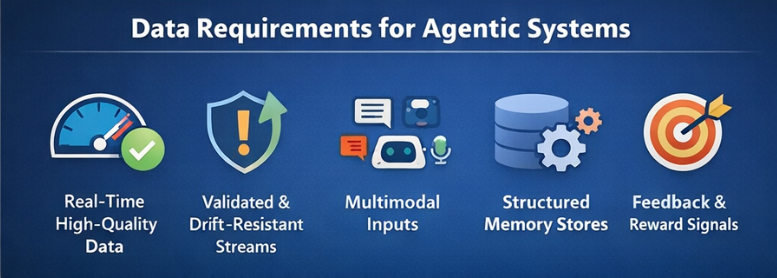 Data Requirements for Agentic Systems
Real-Time
High-Quality
Data
Validated &
Drift-Resistant
Streams
Multimodal
Inputs
Structured
Memory Stores
Feedback &
Reward Signals